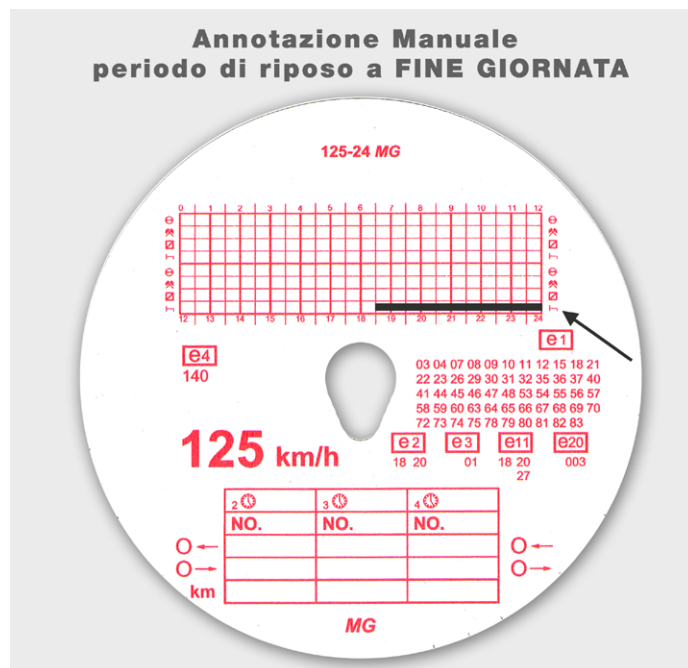 Annotazione Manuale
periodo di riposo a FINE GIORNATA
125-24 MG
0 1 2 3 4 5 6 7 8 9 10 11 12
12 13 14 15 16 17 18 19 20 21 22 23 24
e4
140
e1
03 04 07 08 09 10 11 12 15 18 21
22 23 26 29 30 31 32 35 36 37 40
41 44 45 46 47 48 53 54 55 56 57
58 59 60 63 64 65 66 67 68 69 70
72 73 74 75 78 79 80 81 82 83
125 km/h
e2 e3 e11 e20
18 20 01 18 20 003
27
2 3 4
NO. NO. NO.
km
MG